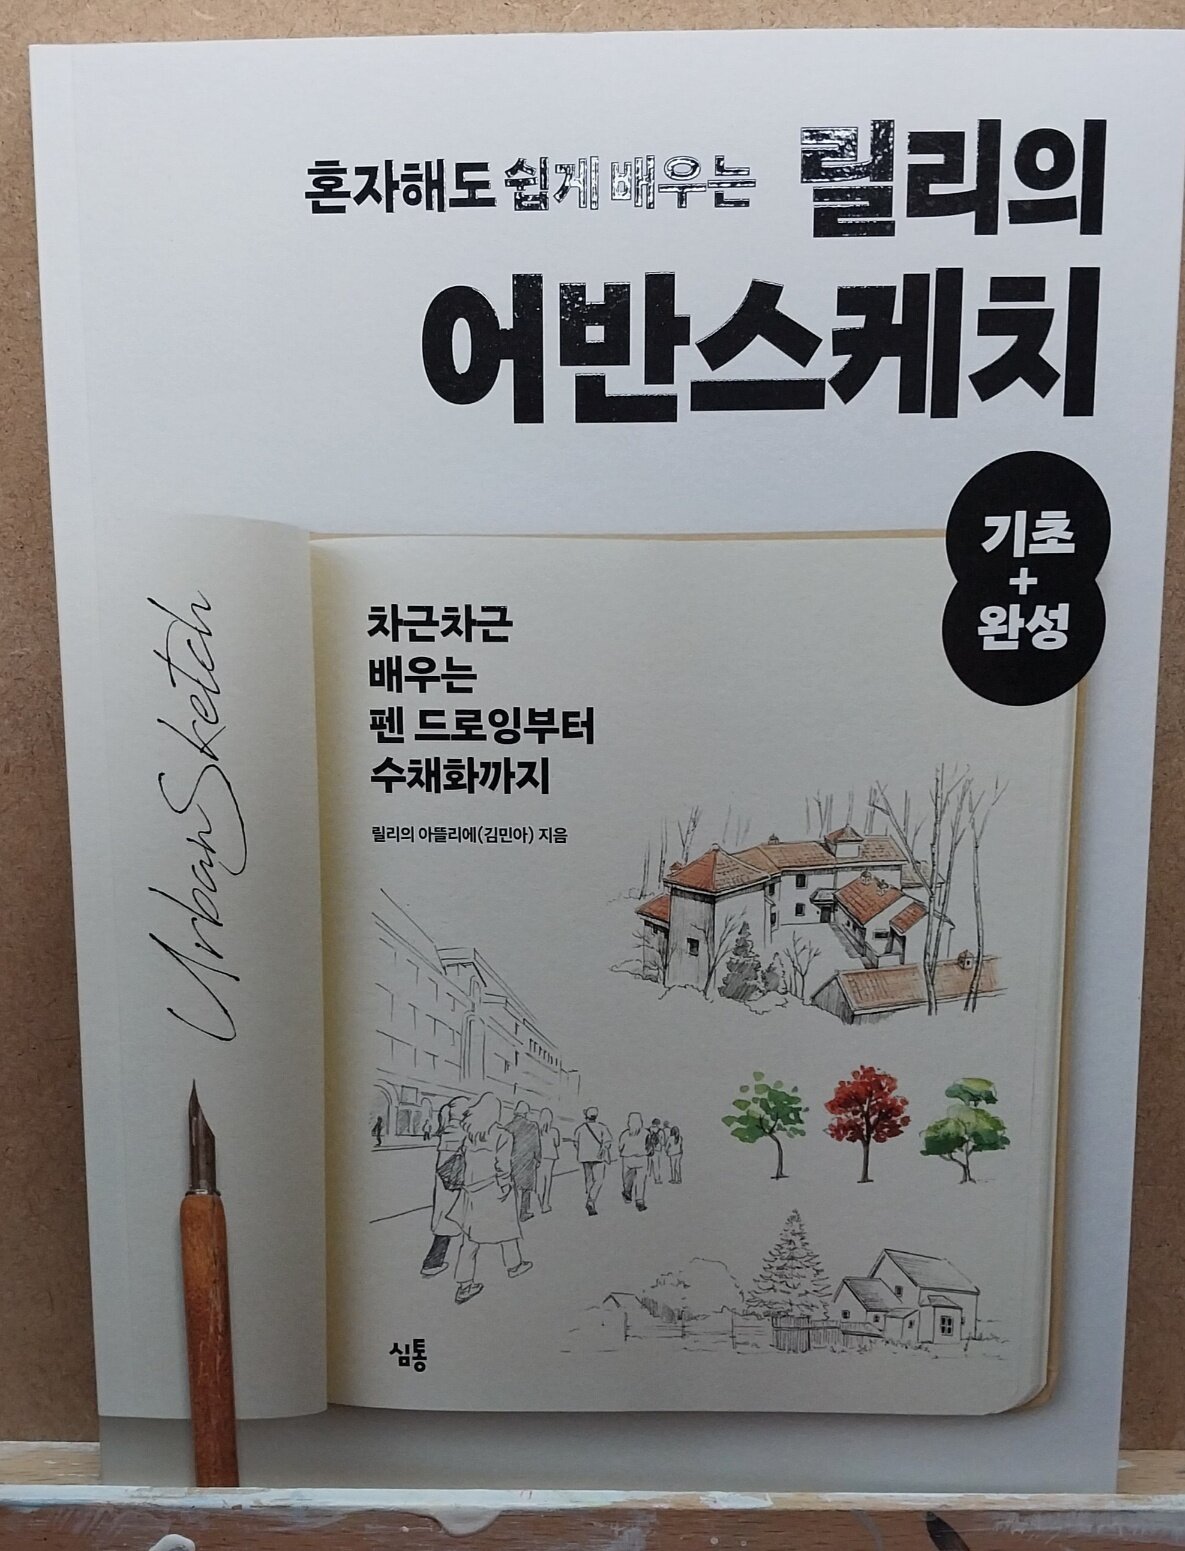 혼자해도 쉽게 배우는 릴리의
어반스케치
기초
+
완성
Urban Sketch
차근차근
배우는
펜 드로잉부터
수채화까지
릴리의 아뜰리에(김민아) 지음
심통